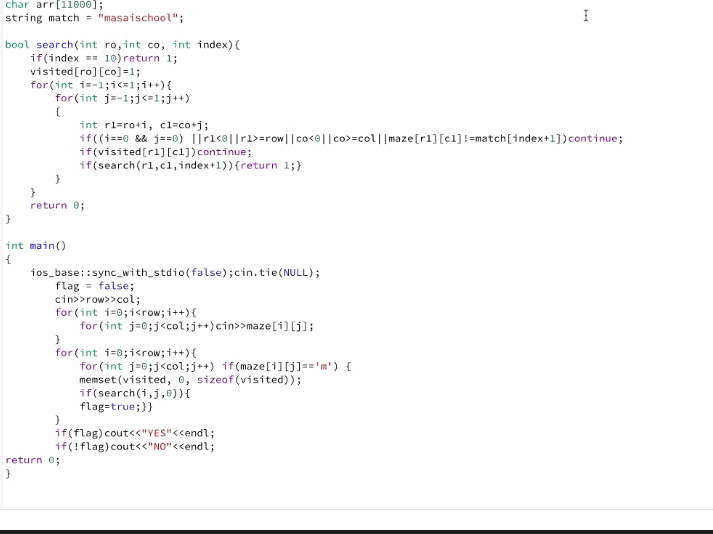 char arr[11000];
string match = "masaischool";
bool search(int ro,int co, int index){
if(index == 10)return 1;
visited[ro][co]=1;
for(int i=-1;i<=1;i++){
for(int j=-1;j<=1;j++)
{
int r1=ro+i, c1=co+j;
if((i==0 && j==0) ||r1<0||r1>=row||co<0||co>=col||maze[r1][c1]!=match[index+1])continue;
if(visited[r1][c1])continue;
if(search(r1,c1,index+1)){return 1;}
}
}
return 0;
}
int main()
{
ios_base::sync_with_stdio(false);cin.tie(NULL);
flag = false;
cin>>row>>col;
for(int i=0;i<row;i++){
for(int j=0;j<col;j++)cin>>maze[i][j];
}
for(int i=0;i<row;i++){
for(int j=0;j<col;j++) if(maze[i][j]=='m') {
memset(visited, 0, sizeof(visited));
if(search(i,j,0)){
flag=true;}}
}
if(flag)cout<<"YES"<<endl;
if(!flag)cout<<"NO"<<endl;
return 0;
}